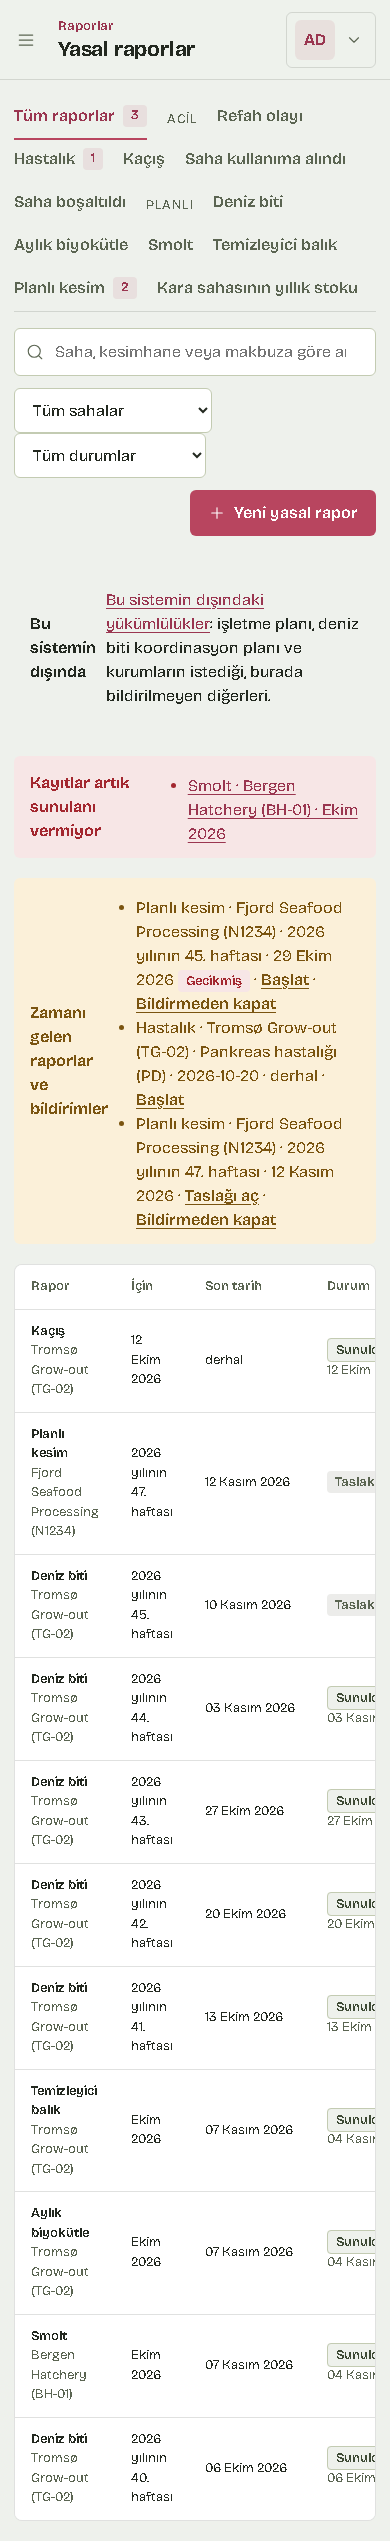 Raporlar
Yasal raporlar
AD
Tüm raporlar 3 ACİL Refah olayı
Hastalık 1 Kaçış Saha kullanıma alındı
Saha boşaltıldı PLANLI Deniz biti
Aylık biyokütle Smolt Temizleyici balık
Planlı kesim 2 Kara sahasının yıllık stoku
Saha, kesimhane veya makbuza göre ar
Tüm sahalar
Tüm durumlar
Yeni yasal rapor
Bu
sistemin
dışında
Bu sistemin dışındaki
yükümlülükler: işletme planı, deniz
biti koordinasyon planı ve
kurumların istediği, burada
bildirilmeyen diğerleri.
Kayıtlar artık
sunulanı
vermiyor
• Smolt · Bergen
Hatchery (BH-01) · Ekim
2026
Zamanı
gelen
raporlar
ve
bildirimler
• Planlı kesim · Fjord Seafood
Processing (N1234) · 2026
yılının 45. haftası · 29 Ekim
2026 Gecikmiş · Başlat ·
Bildirmeden kapat
• Hastalık · Tromsø Grow-out
(TG-02) · Pankreas hastalığı
(PD) · 2026-10-20 · derhal ·
Başlat
• Planlı kesim · Fjord Seafood
Processing (N1234) · 2026
yılının 47. haftası · 12 Kasım
2026 · Taslağı aç ·
Bildirmeden kapat
Rapor İçin Son tarih Durum
Kaçış
Tromsø
Grow-out
(TG-02)
12
Ekim
2026
derhal
12 Ekim
Planlı
kesim
Fjord
Seafood
Processing
(N1234)
2026
yılının
47.
haftası
12 Kasım 2026
Taslak
Deniz biti
Tromsø
Grow-out
(TG-02)
2026
yılının
45.
haftası
10 Kasım 2026
Taslak
Deniz biti
Tromsø
Grow-out
(TG-02)
2026
yılının
44.
haftası
03 Kasım 2026
03 Kasım
Deniz biti
Tromsø
Grow-out
(TG-02)
2026
yılının
43.
haftası
27 Ekim 2026
27 Ekim
Deniz biti
Tromsø
Grow-out
(TG-02)
2026
yılının
42.
haftası
20 Ekim 2026
20 Ekim
Deniz biti
Tromsø
Grow-out
(TG-02)
2026
yılının
41.
haftası
13 Ekim 2026
13 Ekim
Temizleyici
balık
Tromsø
Grow-out
(TG-02)
Ekim
2026
07 Kasım 2026
04
Aylık
biyokütle
Tromsø
Grow-out
(TG-02)
Ekim
2026
07 Kasım 2026
04
Smolt
Bergen
Hatchery
(BH-01)
Ekim
2026
07 Kasım 2026
04
Deniz biti
Tromsø
Grow-out
(TG-02)
2026
yılının
40.
haftası
06 Ekim 2026
06 Ekim